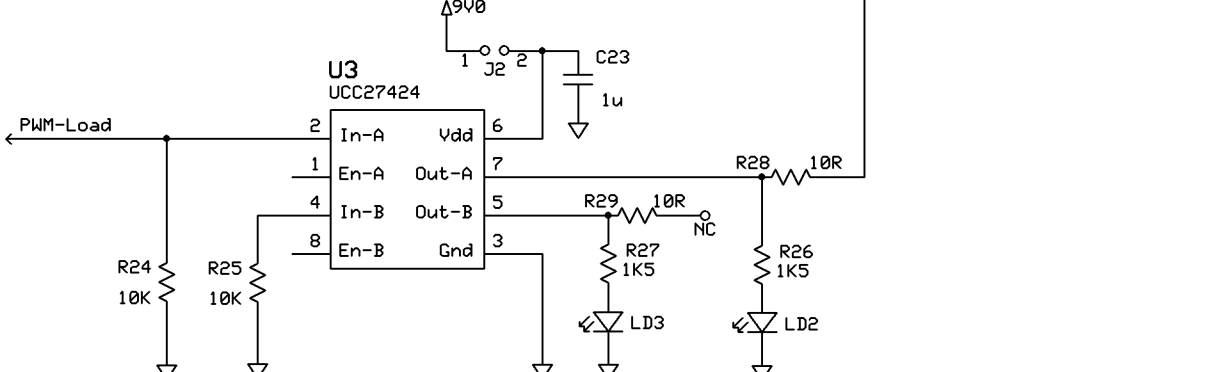 9V0
1 2
J2
C23
1u
U3
UCC27424
PWM-Load
2 In-A Vdd 6
1 En-A Out-A 7
4 In-B Out-B 5
8 En-B Gnd 3
R28 10R
R29 10R
NC
R24
10K
R25
10K
R27
1K5
R26
1K5
LD3
LD2